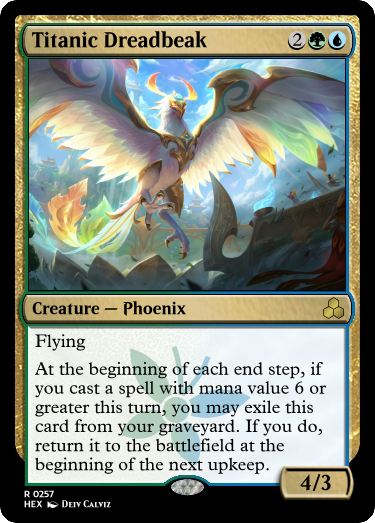 Titanic Dreadbeak 2
Creature — Phoenix
Flying
At the beginning of each end step, if
you cast a spell with mana value 6 or
greater this turn, you may exile this
card from your graveyard. If you do,
return it to the battlefield at the
beginning of the next upkeep.
4/3
R 0257
HEX Deiv Calviz